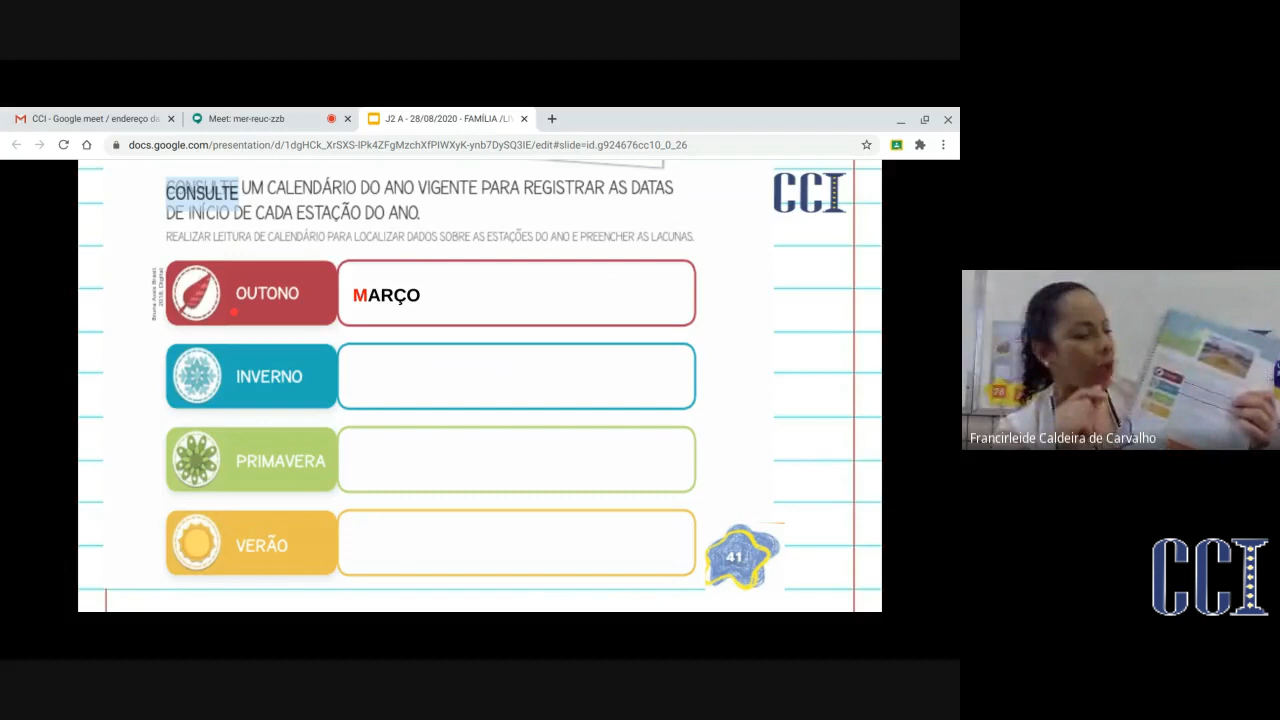 CCI - Google meet / endereço da
Meet: mer-reuc-zzb
J2 A - 28/08/2020 - FAMÍLIA /LIV
docs.google.com/presentation/d/1dgHCk_XrSXS-IPk4ZFgMzchXfPIWXyK-ynb7DySQ3IE/edit#slide=id.g924676cc10_0_26
CONSULTE UM CALENDÁRIO DO ANO VIGENTE PARA REGISTRAR AS DATAS
DE INÍCIO DE CADA ESTAÇÃO DO ANO.
CCI
REALIZAR LEITURA DE CALENDÁRIO PARA LOCALIZAR DADOS SOBRE AS ESTAÇÕES DO ANO E PREENCHER AS LACUNAS.
OUTONO
MARÇO
INVERNO
PRIMAVERA
VERÃO
41
Francirleide Caldeira de Carvalho
CCI